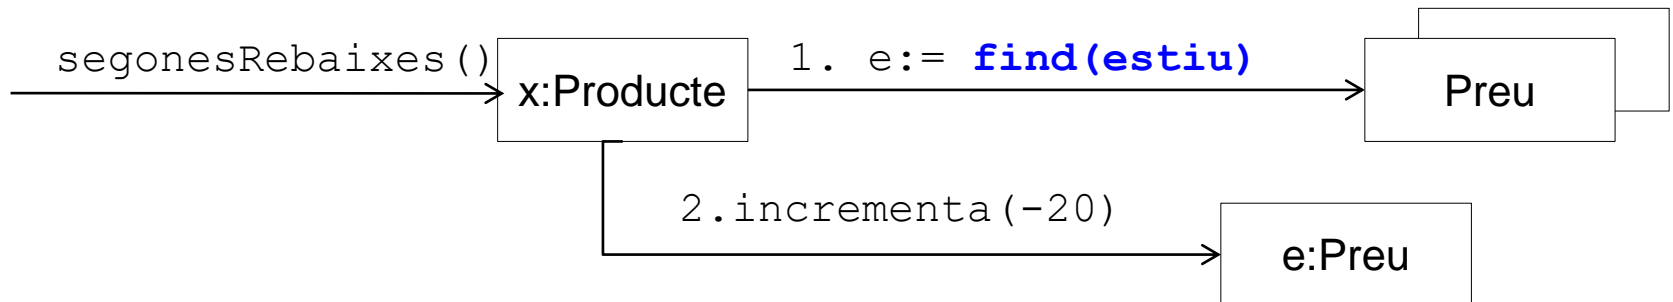 segonesRebaixes()
x:Producte
1. e:= find(estiu)
Preu
2.incrementa(-20)
e:Preu